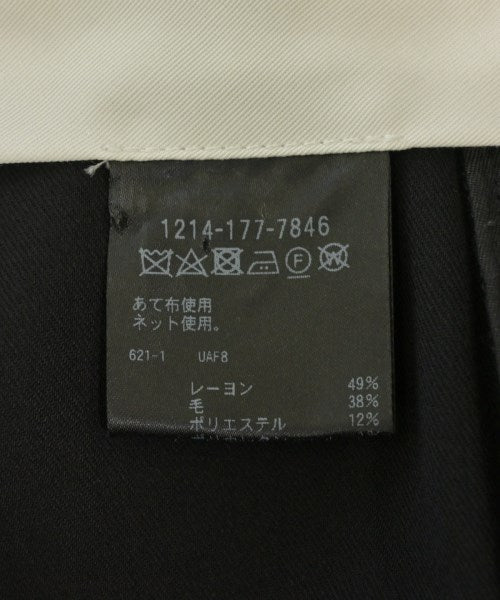 1214-177-7846
F W
あて布使用
ネット使用。
621-1 UAF8
レーヨン 49%
毛 38%
ポリエステル 12%